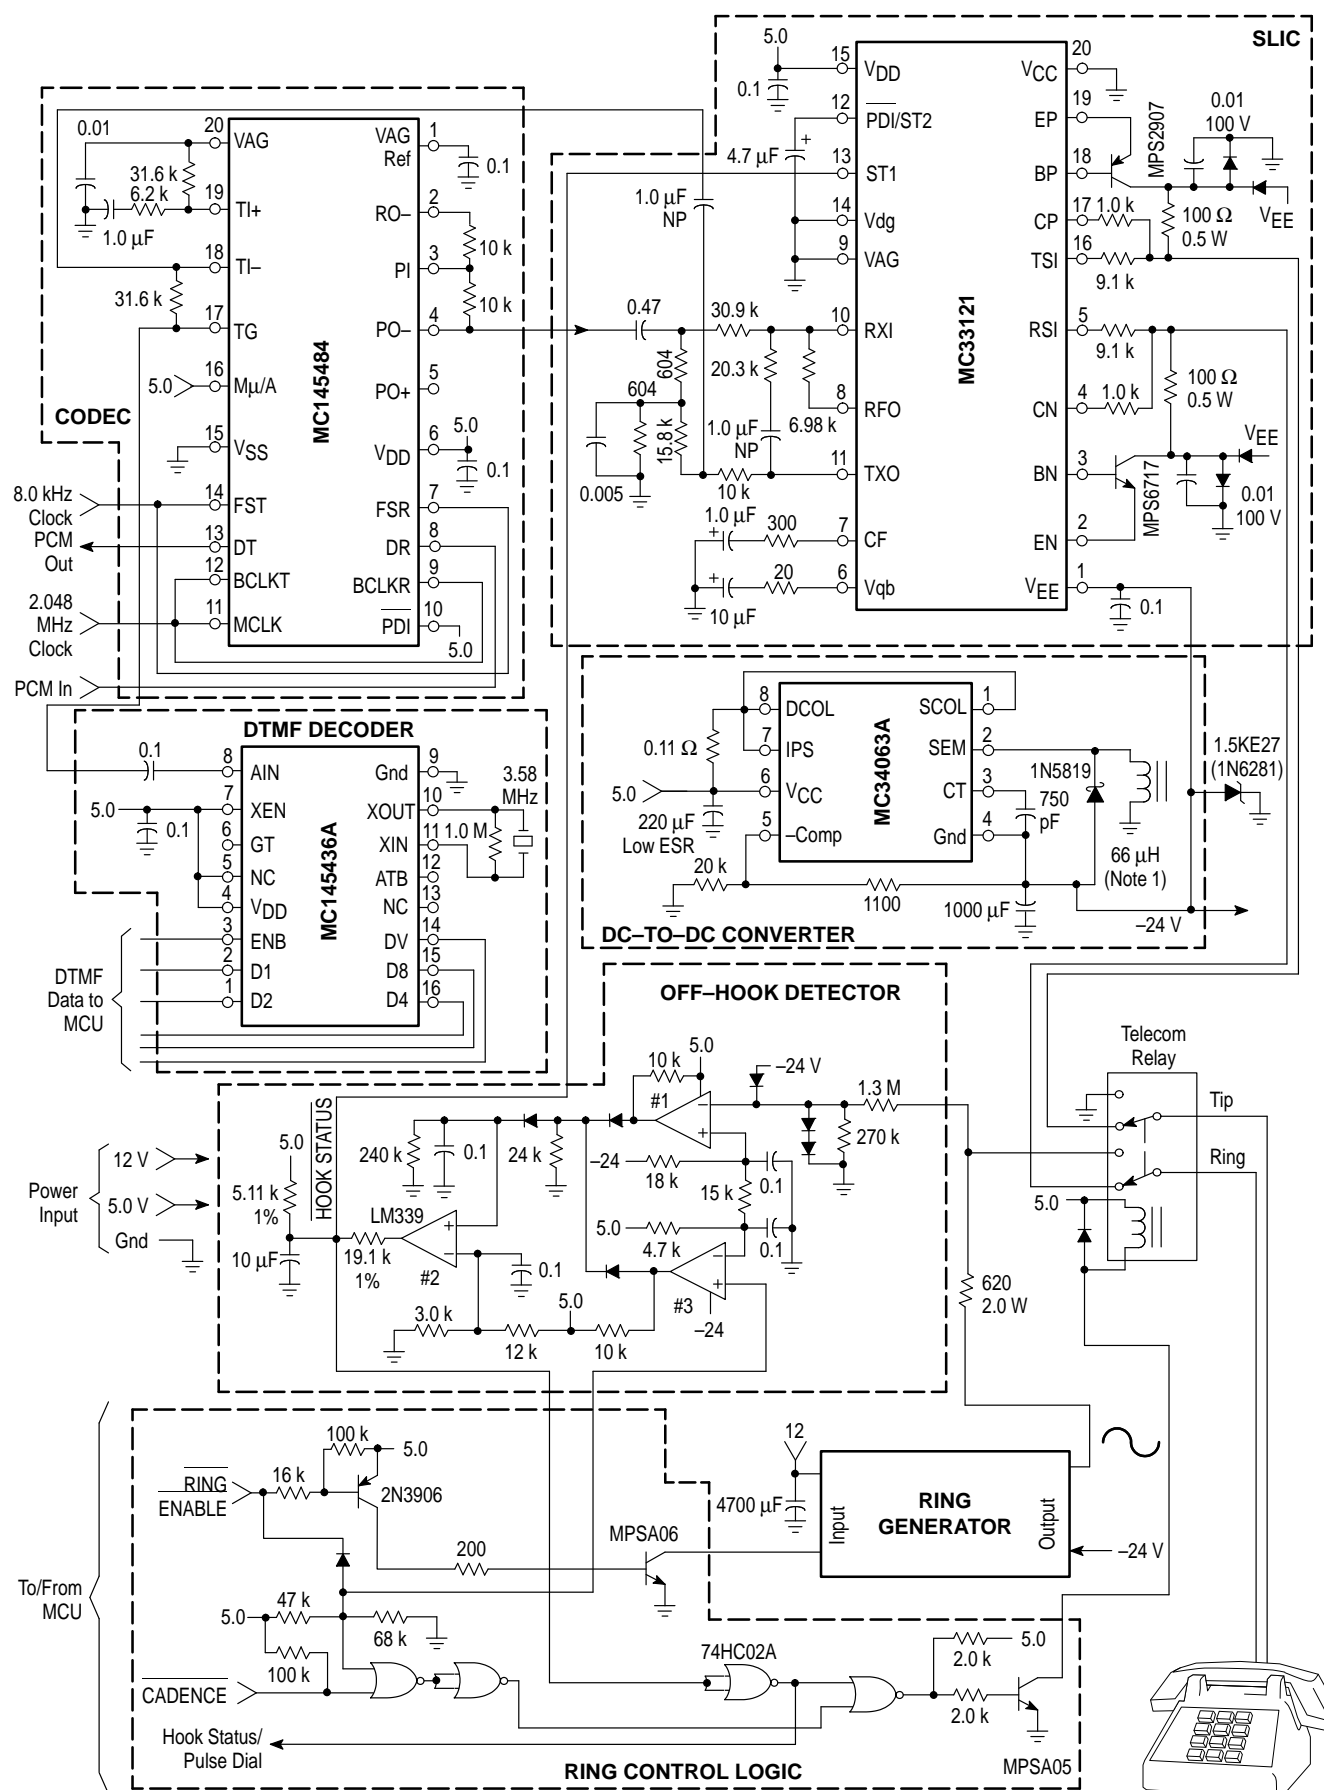 SLIC
5.0
15
VDD
0.1
12
PDI/ST2
4.7 µF
13
ST1
14
Vdg
9
VAG
20
VCC
19
EP
18
BP
17
CP
16
TSI
MPS2907
0.01
100 V
VEE
1.0 k
100 Ω
0.5 W
9.1 k
MC33121
0.47
30.9 k
10
RXI
604
20.3 k
8
RFO
6.98 k
604
15.8 k
1.0 µF
NP
1.0 µF
NP
0.005
10 k
11
TXO
1.0 µF
300
7
CF
10 µF
20
6
Vqb
5
RSI
9.1 k
4
CN
1.0 k
100 Ω
0.5 W
3
BN
VEE
MPS6717
0.01
100 V
2
EN
1
VEE
0.1
CODEC
MC145484
0.01
20
VAG
31.6 k
6.2 k
19
TI+
1.0 µF
18
TI–
31.6 k
17
TG
5.0
16
Mµ/A
15
VSS
8.0 kHz
Clock
14
FST
PCM
Out
13
DT
12
BCLKT
2.048
MHz
Clock
11
MCLK
PCM In
VAG
Ref
1
0.1
RO–
2
10 k
PI
3
10 k
PO–
4
PO+
5
VDD
6
5.0
0.1
FSR
7
DR
8
BCLKR
9
PDI
10
5.0
DTMF DECODER
MC145436A
0.1
8
AIN
5.0
7
XEN
0.1
6
GT
5
NC
4
VDD
3
ENB
2
D1
1
D2
DTMF
Data to
MCU
Gnd
9
XOUT
10
3.58
MHz
1.0 M
XIN
11
ATB
12
NC
13
DV
14
D8
15
D4
16
DC–TO–DC CONVERTER
MC34063A
8
DCOL
7
IPS
6
VCC
5
–Comp
0.11 Ω
5.0
220 µF
Low ESR
20 k
1100
1
SCOL
2
SEM
3
CT
4
Gnd
750
pF
1N5819
66 µH
(Note 1)
1.5KE27
(1N6281)
1000 µF
–24 V
OFF–HOOK DETECTOR
HOOK STATUS
10 k
5.0
#1
–24 V
1.3 M
270 k
240 k
0.1
24 k
–24
18 k
0.1
15 k
5.0
4.7 k
0.1
5.0
5.11 k
1%
10 µF
19.1 k
1%
LM339
#2
0.1
#3
–24
3.0 k
12 k
5.0
10 k
Power
Input
12 V
5.0 V
Gnd
Telecom
Relay
Tip
Ring
5.0
620
2.0 W
RING
ENABLE
16 k
100 k
5.0
2N3906
200
MPSA06
12
4700 µF
Input
RING
GENERATOR
Output
–24 V
To/From
MCU
5.0
47 k
68 k
100 k
CADENCE
74HC02A
2.0 k
5.0
2.0 k
MPSA05
Hook Status/
Pulse Dial
RING CONTROL LOGIC